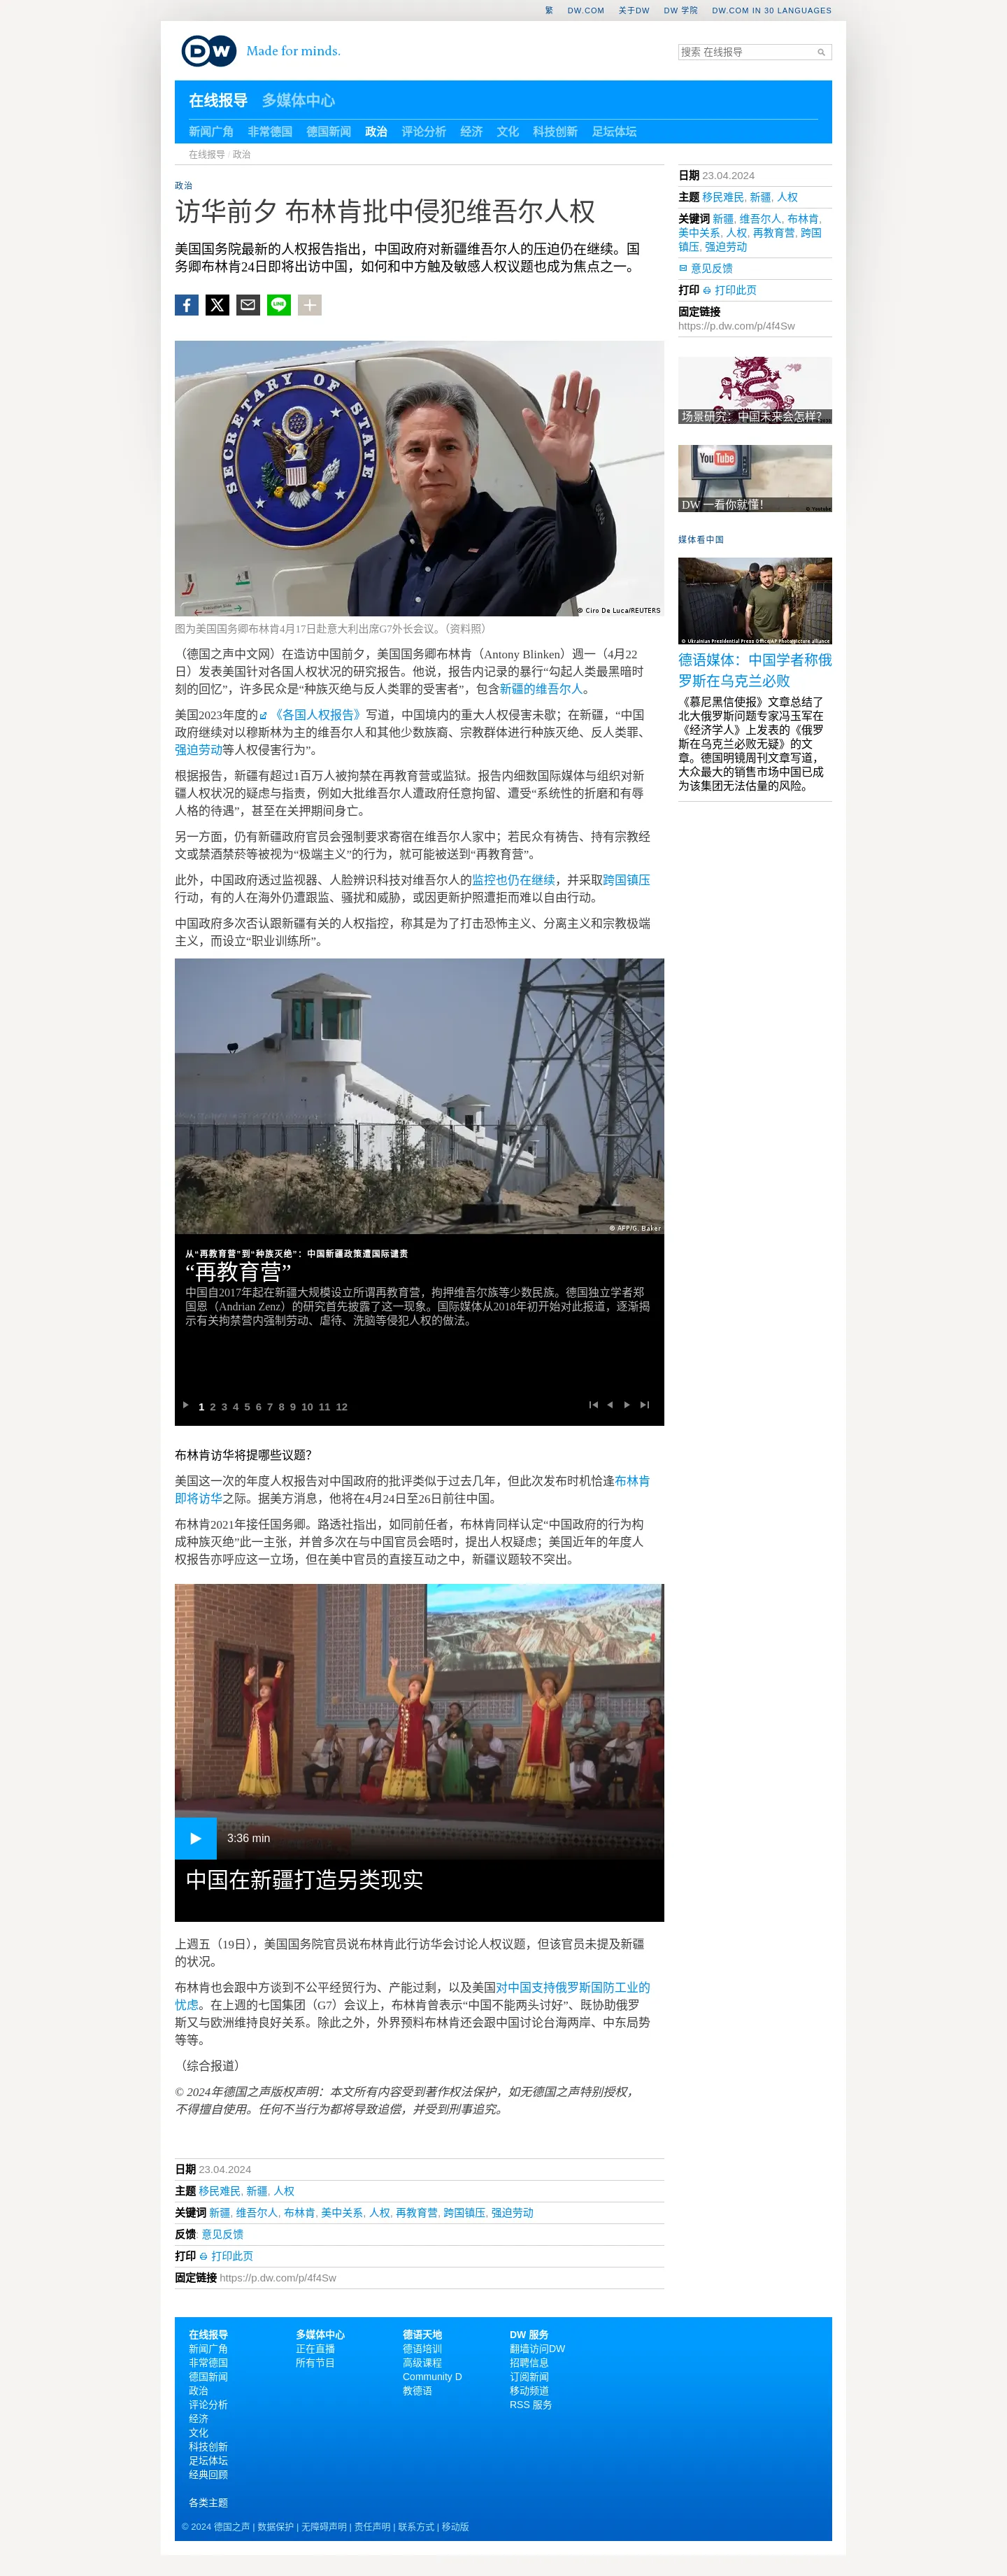 繁 DW.COM 关于DW DW 学院 DW.COM IN 30 LANGUAGES
DW Made for minds.
搜索 在线报导
在线报导 多媒体中心
新闻广角 非常德国 德国新闻 政治 评论分析 经济 文化 科技创新 足坛体坛
在线报导 / 政治
政治
访华前夕 布林肯批中侵犯维吾尔人权
美国国务院最新的人权报告指出，中国政府对新疆维吾尔人的压迫仍在继续。国
务卿布林肯24日即将出访中国，如何和中方触及敏感人权议题也成为焦点之一。
LINE
SECRETARY OF STATE
© Ciro De Luca/REUTERS
图为美国国务卿布林肯4月17日赴意大利出席G7外长会议。（资料照）
（德国之声中文网）在造访中国前夕，美国国务卿布林肯（Antony Blinken）週一（4月22
日）发表美国针对各国人权状况的研究报告。他说，报告内记录的暴行“勾起人类最黑暗时
刻的回忆”，许多民众是“种族灭绝与反人类罪的受害者”，包含新疆的维吾尔人。
美国2023年度的 《各国人权报告》写道，中国境内的重大人权侵害未歇；在新疆，“中国
政府继续对以穆斯林为主的维吾尔人和其他少数族裔、宗教群体进行种族灭绝、反人类罪、
强迫劳动等人权侵害行为”。
根据报告，新疆有超过1百万人被拘禁在再教育营或监狱。报告内细数国际媒体与组织对新
疆人权状况的疑虑与指责，例如大批维吾尔人遭政府任意拘留、遭受“系统性的折磨和有辱
人格的待遇”，甚至在关押期间身亡。
另一方面，仍有新疆政府官员会强制要求寄宿在维吾尔人家中；若民众有祷告、持有宗教经
文或禁酒禁菸等被视为“极端主义”的行为，就可能被送到“再教育营”。
此外，中国政府透过监视器、人脸辨识科技对维吾尔人的监控也仍在继续，并采取跨国镇压
行动，有的人在海外仍遭跟监、骚扰和威胁，或因更新护照遭拒而难以自由行动。
中国政府多次否认跟新疆有关的人权指控，称其是为了打击恐怖主义、分离主义和宗教极端
主义，而设立“职业训练所”。
© AFP/G. Baker
从“再教育营”到“种族灭绝”：中国新疆政策遭国际谴责
“再教育营”
中国自2017年起在新疆大规模设立所谓再教育营，拘押维吾尔族等少数民族。德国独立学者郑
国恩（Andrian Zenz）的研究首先披露了这一现象。国际媒体从2018年初开始对此报道，逐渐揭
示有关拘禁营内强制劳动、虐待、洗脑等侵犯人权的做法。
1 2 3 4 5 6 7 8 9 10 11 12
布林肯访华将提哪些议题？
美国这一次的年度人权报告对中国政府的批评类似于过去几年，但此次发布时机恰逢布林肯
即将访华之际。据美方消息，他将在4月24日至26日前往中国。
布林肯2021年接任国务卿。路透社指出，如同前任者，布林肯同样认定“中国政府的行为构
成种族灭绝”此一主张，并曾多次在与中国官员会晤时，提出人权疑虑；美国近年的年度人
权报告亦呼应这一立场，但在美中官员的直接互动之中，新疆议题较不突出。
3:36 min
中国在新疆打造另类现实
上週五（19日），美国国务院官员说布林肯此行访华会讨论人权议题，但该官员未提及新疆
的状况。
布林肯也会跟中方谈到不公平经贸行为、产能过剩，以及美国对中国支持俄罗斯国防工业的
忧虑。在上週的七国集团（G7）会议上，布林肯曾表示“中国不能两头讨好”、既协助俄罗
斯又与欧洲维持良好关系。除此之外，外界预料布林肯还会跟中国讨论台海两岸、中东局势
等等。
（综合报道）
© 2024年德国之声版权声明：本文所有内容受到著作权法保护，如无德国之声特别授权，
不得擅自使用。任何不当行为都将导致追偿，并受到刑事追究。
日期 23.04.2024
主题 移民难民, 新疆, 人权
关键词 新疆, 维吾尔人, 布林肯, 美中关系, 人权, 再教育营, 跨国镇压, 强迫劳动
反馈: 意见反馈
打印 打印此页
固定链接 https://p.dw.com/p/4f4Sw
日期 23.04.2024
主题 移民难民, 新疆, 人权
关键词 新疆, 维吾尔人, 布林肯,
美中关系, 人权, 再教育营, 跨国
镇压, 强迫劳动
意见反馈
打印 打印此页
固定链接
https://p.dw.com/p/4f4Sw
场景研究：中国未来会怎样？
YouTube
DW 一看你就懂！
© Youtube
媒体看中国
© Ukrainian Presidential Press Office/AP Photo/picture alliance
德语媒体：中国学者称俄
罗斯在乌克兰必败
《慕尼黑信使报》文章总结了
北大俄罗斯问题专家冯玉军在
《经济学人》上发表的《俄罗
斯在乌克兰必败无疑》的文
章。德国明镜周刊文章写道，
大众最大的销售市场中国已成
为该集团无法估量的风险。
在线报导
新闻广角
非常德国
德国新闻
政治
评论分析
经济
文化
科技创新
足坛体坛
经典回顾
各类主题
多媒体中心
正在直播
所有节目
德语天地
德语培训
高级课程
Community D
教德语
DW 服务
翻墙访问DW
招聘信息
订阅新闻
移动频道
RSS 服务
© 2024 德国之声 | 数据保护 | 无障碍声明 | 责任声明 | 联系方式 | 移动版